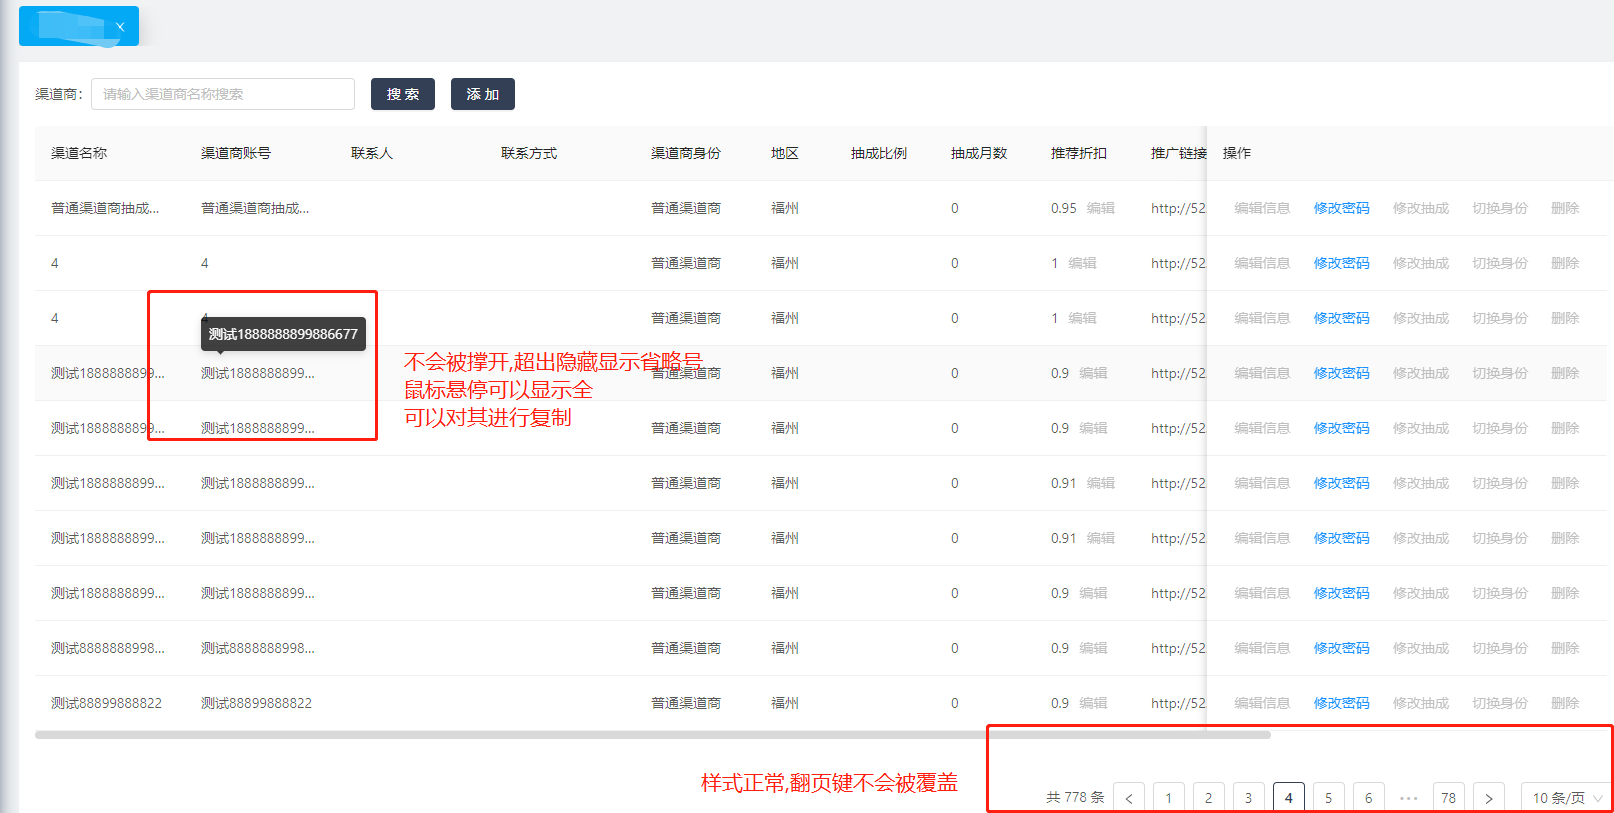 渠道商: 请输入渠道商名称搜索 搜 索 添 加
渠道名称 渠道商账号 联系人 联系方式 渠道商身份 地区 抽成比例 抽成月数 推荐折扣 推广链接 操作
普通渠道商抽成... 普通渠道商抽成... 普通渠道商 福州 0 0.95 编辑 http://52. 编辑信息 修改密码 修改抽成 切换身份 删除
4 4 普通渠道商 福州 0 1 编辑 http://52. 编辑信息 修改密码 修改抽成 切换身份 删除
4 4 普通渠道商 福州 0 1 编辑 http://52. 编辑信息 修改密码 修改抽成 切换身份 删除
测试1888888899886677
不会被撑开,超出隐藏显示省略号
测试1888888899... 测试1888888899... 普通渠道商 福州 0 0.9 编辑 http://52. 编辑信息 修改密码 修改抽成 切换身份 删除
鼠标悬停可以显示全
可以对其进行复制
测试1888888899... 测试1888888899... 普通渠道商 福州 0 0.9 编辑 http://52. 编辑信息 修改密码 修改抽成 切换身份 删除
测试1888888899... 测试1888888899... 普通渠道商 福州 0 0.91 编辑 http://52. 编辑信息 修改密码 修改抽成 切换身份 删除
测试1888888899... 测试1888888899... 普通渠道商 福州 0 0.91 编辑 http://52. 编辑信息 修改密码 修改抽成 切换身份 删除
测试1888888899... 测试1888888899... 普通渠道商 福州 0 0.9 编辑 http://52. 编辑信息 修改密码 修改抽成 切换身份 删除
测试8888888998... 测试8888888998... 普通渠道商 福州 0 0.9 编辑 http://52. 编辑信息 修改密码 修改抽成 切换身份 删除
测试88899888822 测试88899888822 普通渠道商 福州 0 0.9 编辑 http://52. 编辑信息 修改密码 修改抽成 切换身份 删除
样式正常,翻页键不会被覆盖
共 778 条 < 1 2 3 4 5 6 ••• 78 > 10 条/页